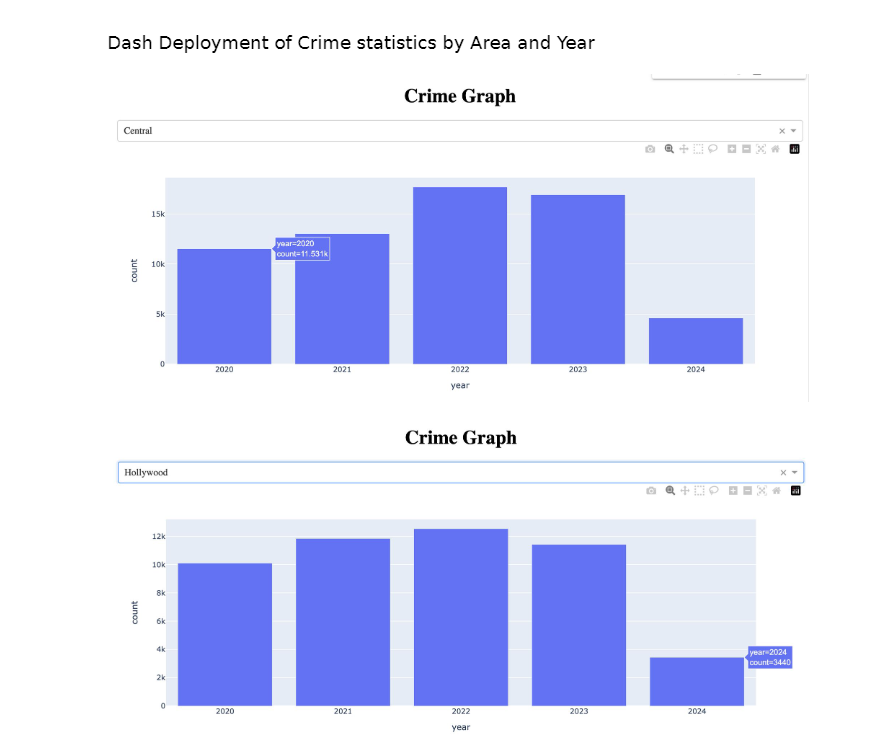 Dash Deployment of Crime statistics by Area and Year
Crime Graph
Central
15k
10k
5k
0
count
year=2020
count=11.531k
2020 2021 2022 2023 2024
year
Crime Graph
Hollywood
12k
10k
8k
6k
4k
2k
0
count
year=2024
count=3440
2020 2021 2022 2023 2024
year